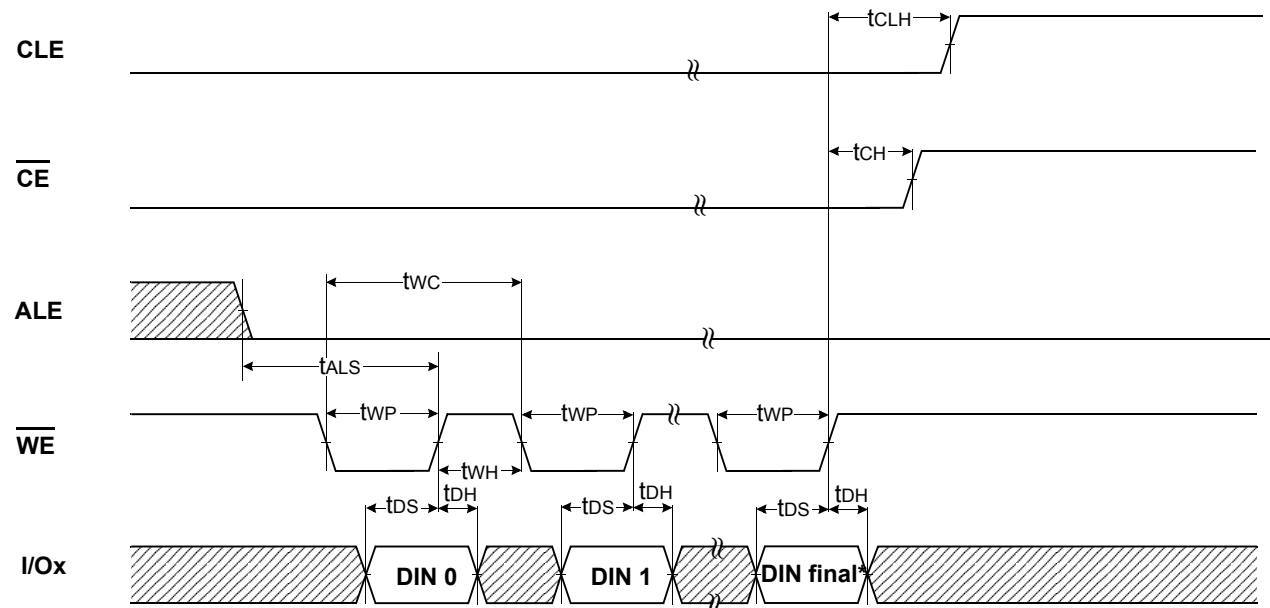 tCLH
CLE
tCH
CE
tWC
ALE
tALS
tWP tWP tWP
WE
tWH
tDS tDH tDS tDH tDS tDH
I/Ox DIN 0 DIN 1 DIN final*